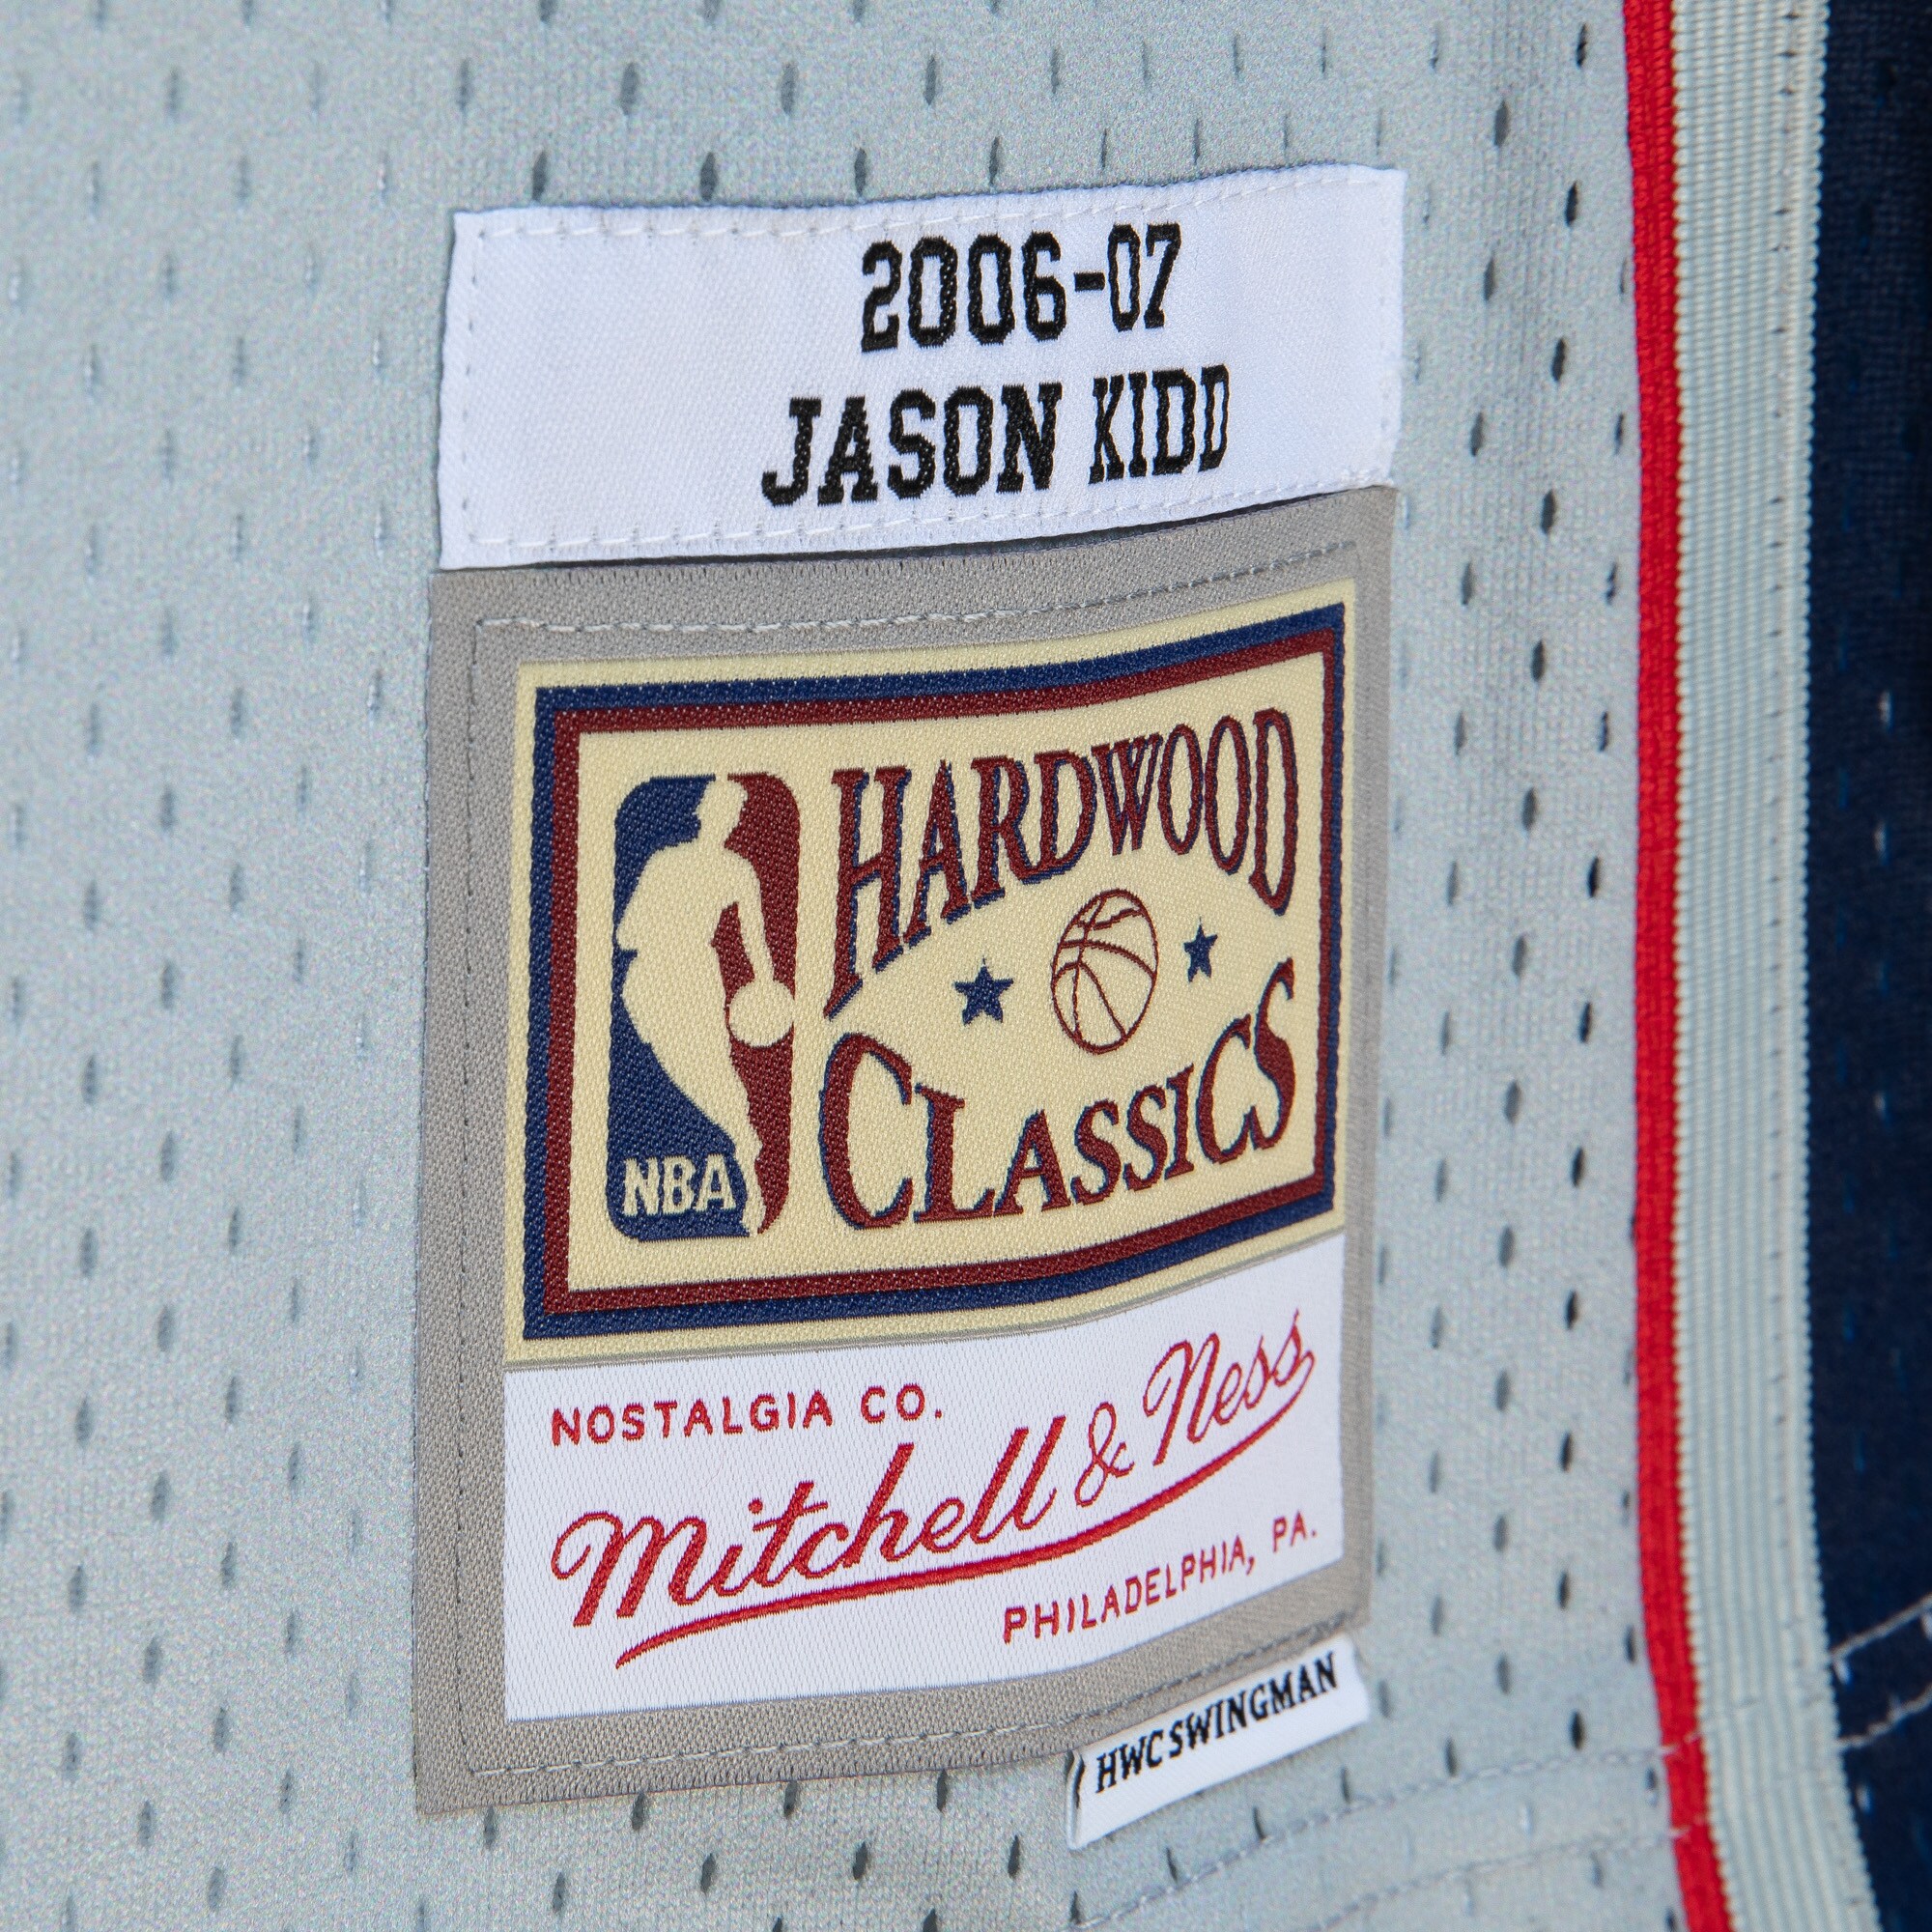 2006-07
JASON KIDD
HARDWOOD
CLASSICS
NBA
NOSTALGIA CO.
Mitchell & Ness
PHILADELPHIA, PA.
HWC SWINGMAN